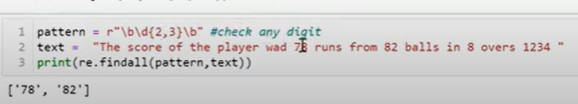 1 pattern = r"\b\d{2,3}\b" #check any digit
2 text = "The score of the player wad 78 runs from 82 balls in 8 overs 1234 "
3 print(re.findall(pattern,text))
['78', '82']